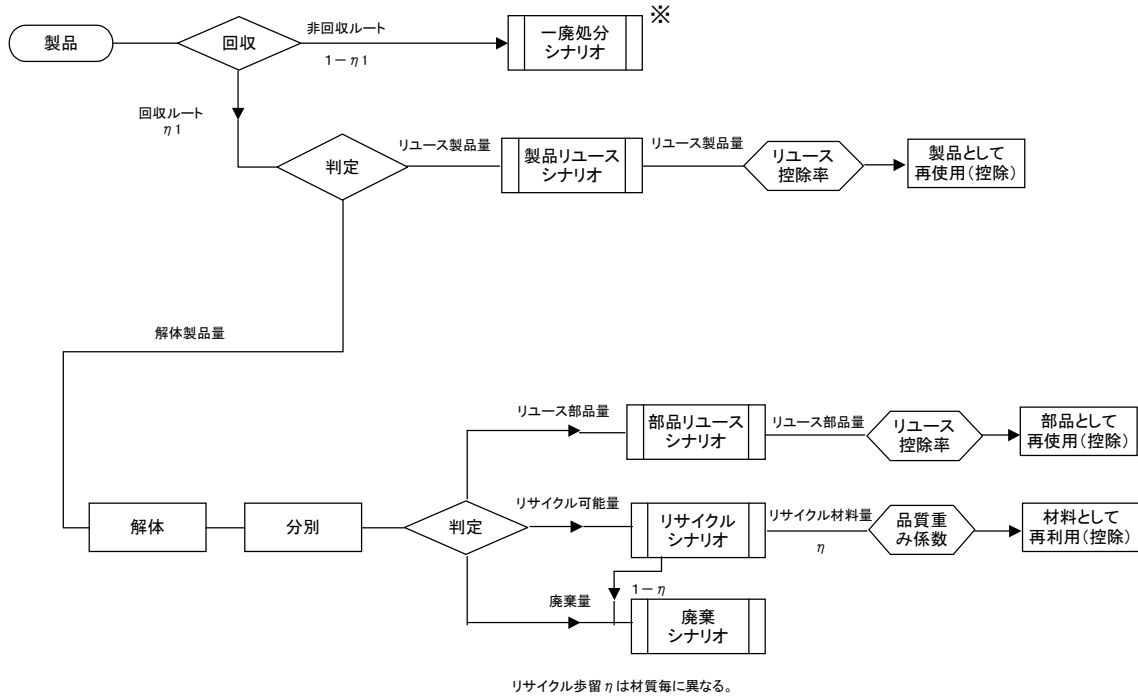 製品
回収
非回収ルート
1－η1
一廃処分
シナリオ
※
回収ルート
η1
判定
リユース製品量
製品リユース
シナリオ
リユース製品量
リユース
控除率
製品として
再使用（控除）
解体製品量
リユース部品量
部品リユース
シナリオ
リユース部品量
リユース
控除率
部品として
再使用（控除）
解体
分別
判定
リサイクル可能量
リサイクル
シナリオ
リサイクル材料量
η
品質重
み係数
材料として
再利用（控除）
1－η
廃棄量
廃棄
シナリオ
リサイクル歩留ηは材質毎に異なる。